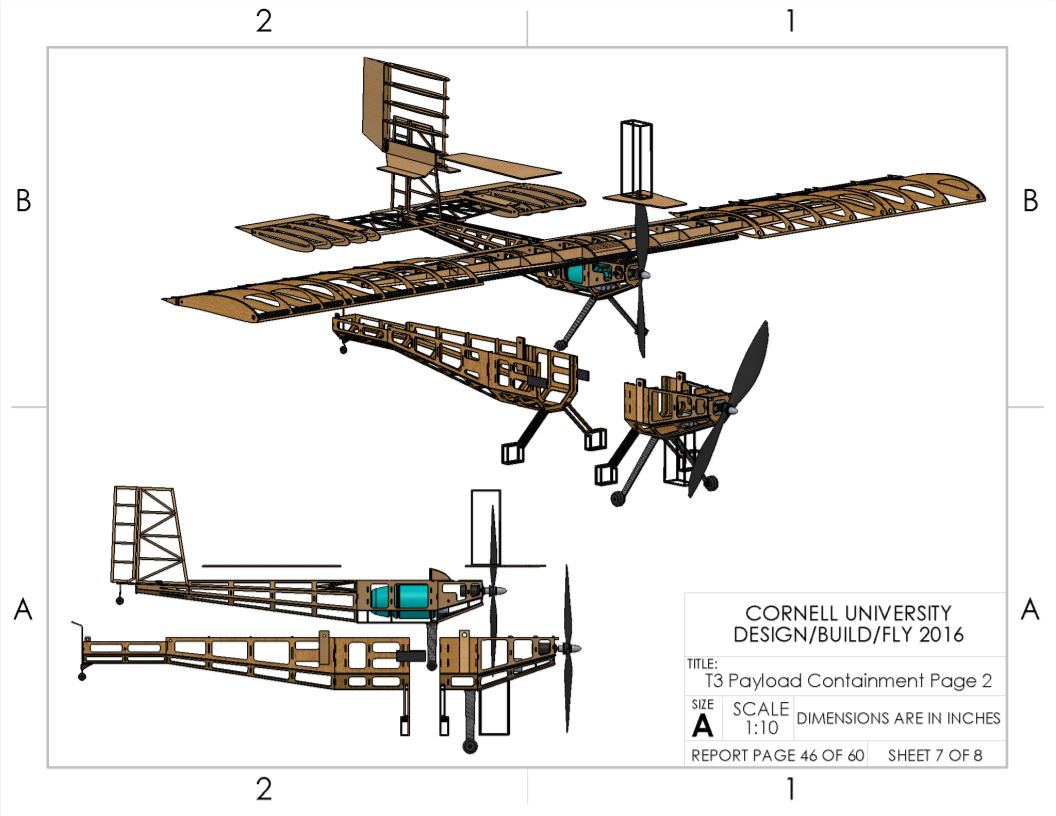 2
1
B
B
A
A
CORNELL UNIVERSITY
DESIGN/BUILD/FLY 2016
TITLE:
T3 Payload Containment Page 2
SIZE
A
SCALE
1:10
DIMENSIONS ARE IN INCHES
REPORT PAGE 46 OF 60
SHEET 7 OF 8
2
1